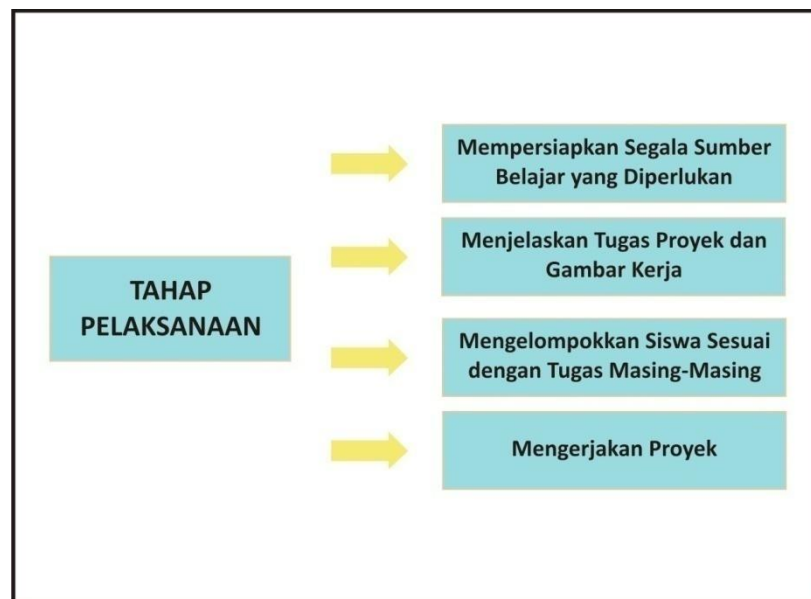 TAHAP
PELAKSANAAN
Mempersiapkan Segala Sumber
Belajar yang Diperlukan
Menjelaskan Tugas Proyek dan
Gambar Kerja
Mengelompokkan Siswa Sesuai
dengan Tugas Masing-Masing
Mengerjakan Proyek